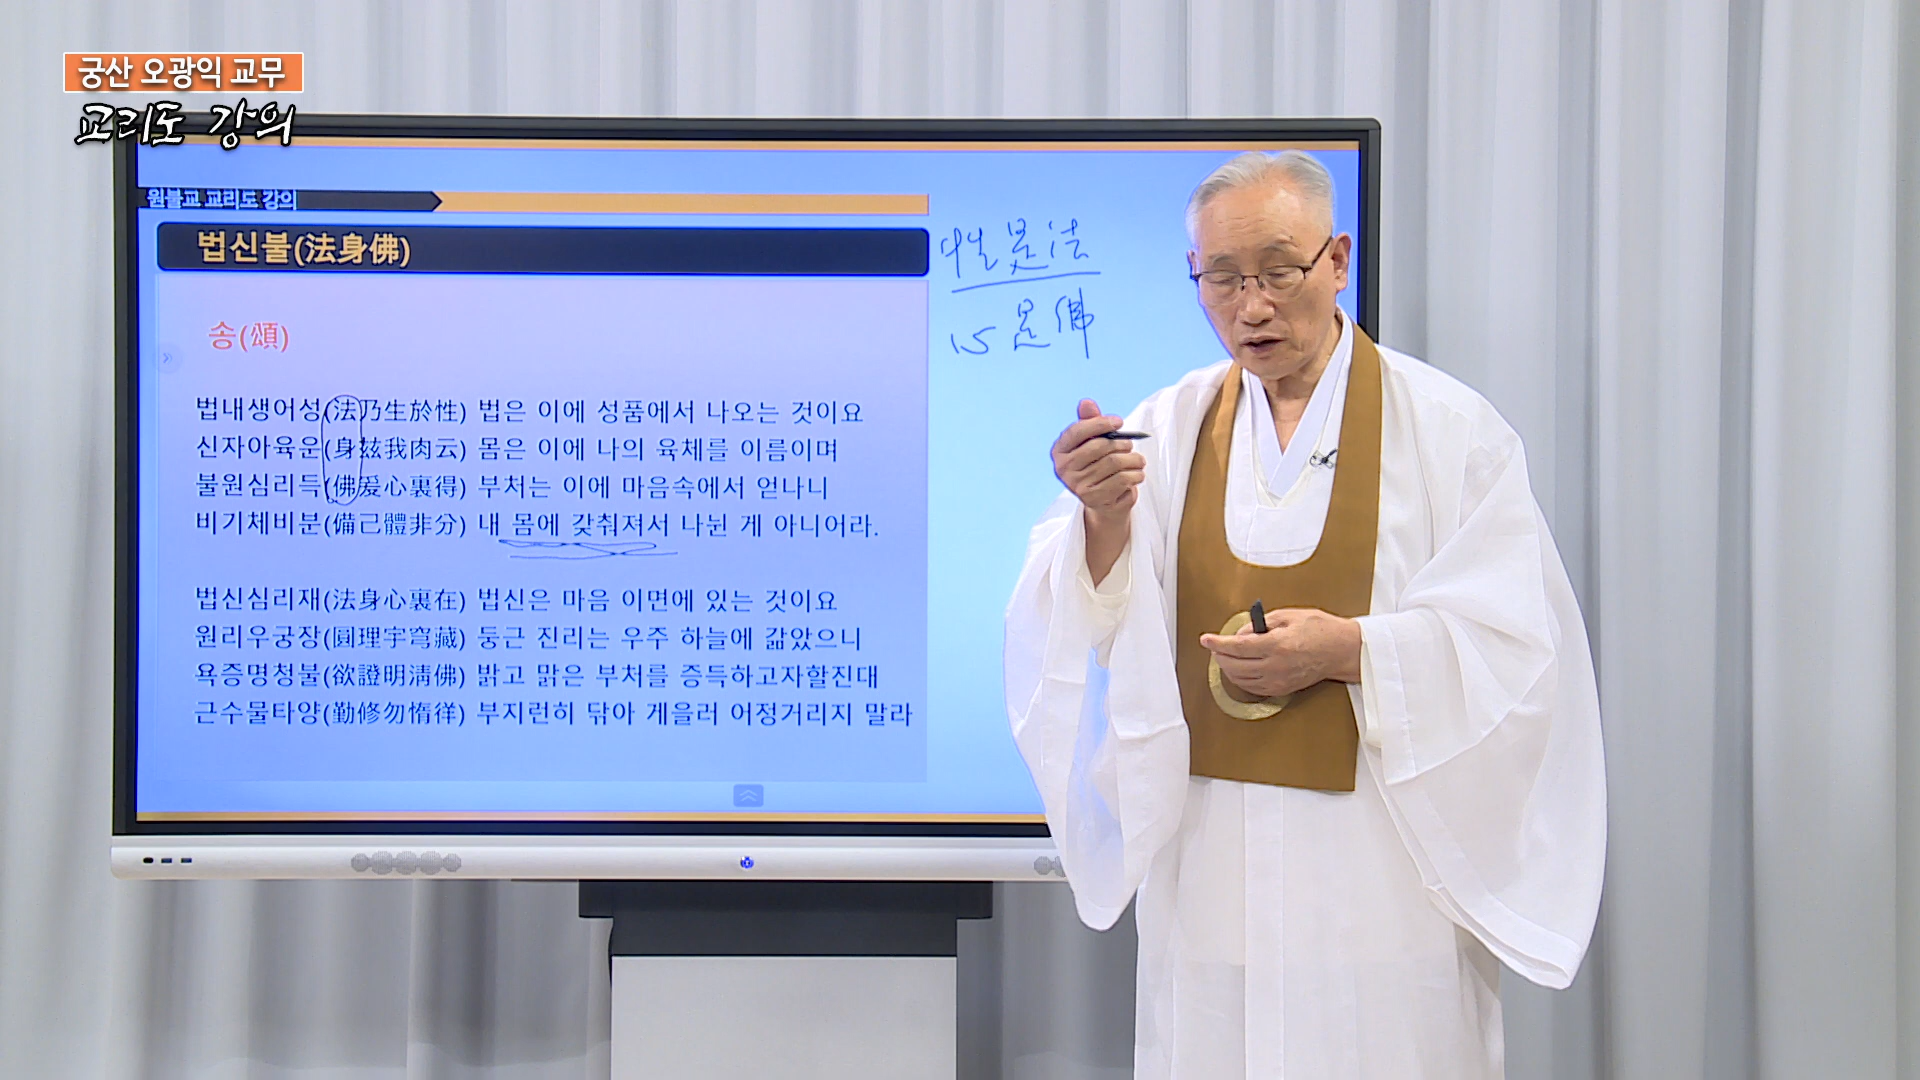 궁산 오광익 교무
교리도 강의
원불교 교리도 강의
법신불(法身佛)
송(頌)
법내생어성(法乃生於性) 법은 이에 성품에서 나오는 것이요
신자아육운(身玆我肉云) 몸은 이에 나의 육체를 이름이며
불원심리득(佛爰心裏得) 부처는 이에 마음속에서 얻나니
비기체비분(備己體非分) 내 몸에 갖춰져서 나뉜 게 아니어라.
법신심리재(法身心裏在) 법신은 마음 이면에 있는 것이요
원리우궁장(圓理宇穹藏) 둥근 진리는 우주 하늘에 갊았으니
욕증명청불(欲證明淸佛) 밝고 맑은 부처를 증득하고자할진대
근수물타양(勤修勿惰徉) 부지런히 닦아 게을러 어정거리지 말라
性是法
心是佛